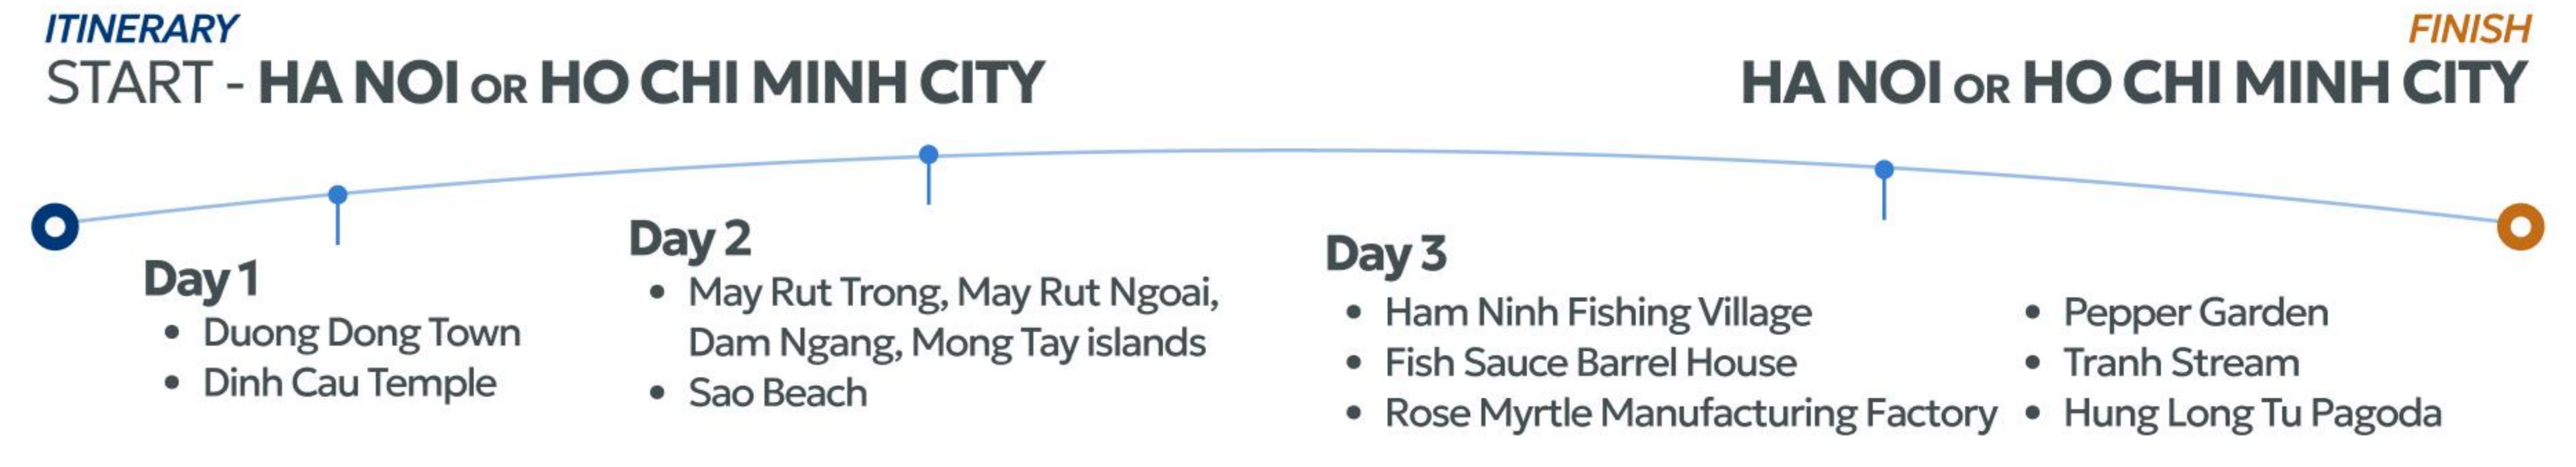 ITINERARY
START - HA NOI OR HO CHI MINH CITY
FINISH
HA NOI OR HO CHI MINH CITY
Day 1
• Duong Dong Town
• Dinh Cau Temple
Day 2
• May Rut Trong, May Rut Ngoai,
Dam Ngang, Mong Tay islands
• Sao Beach
Day 3
• Ham Ninh Fishing Village
• Fish Sauce Barrel House
• Rose Myrtle Manufacturing Factory
• Pepper Garden
• Tranh Stream
• Hung Long Tu Pagoda